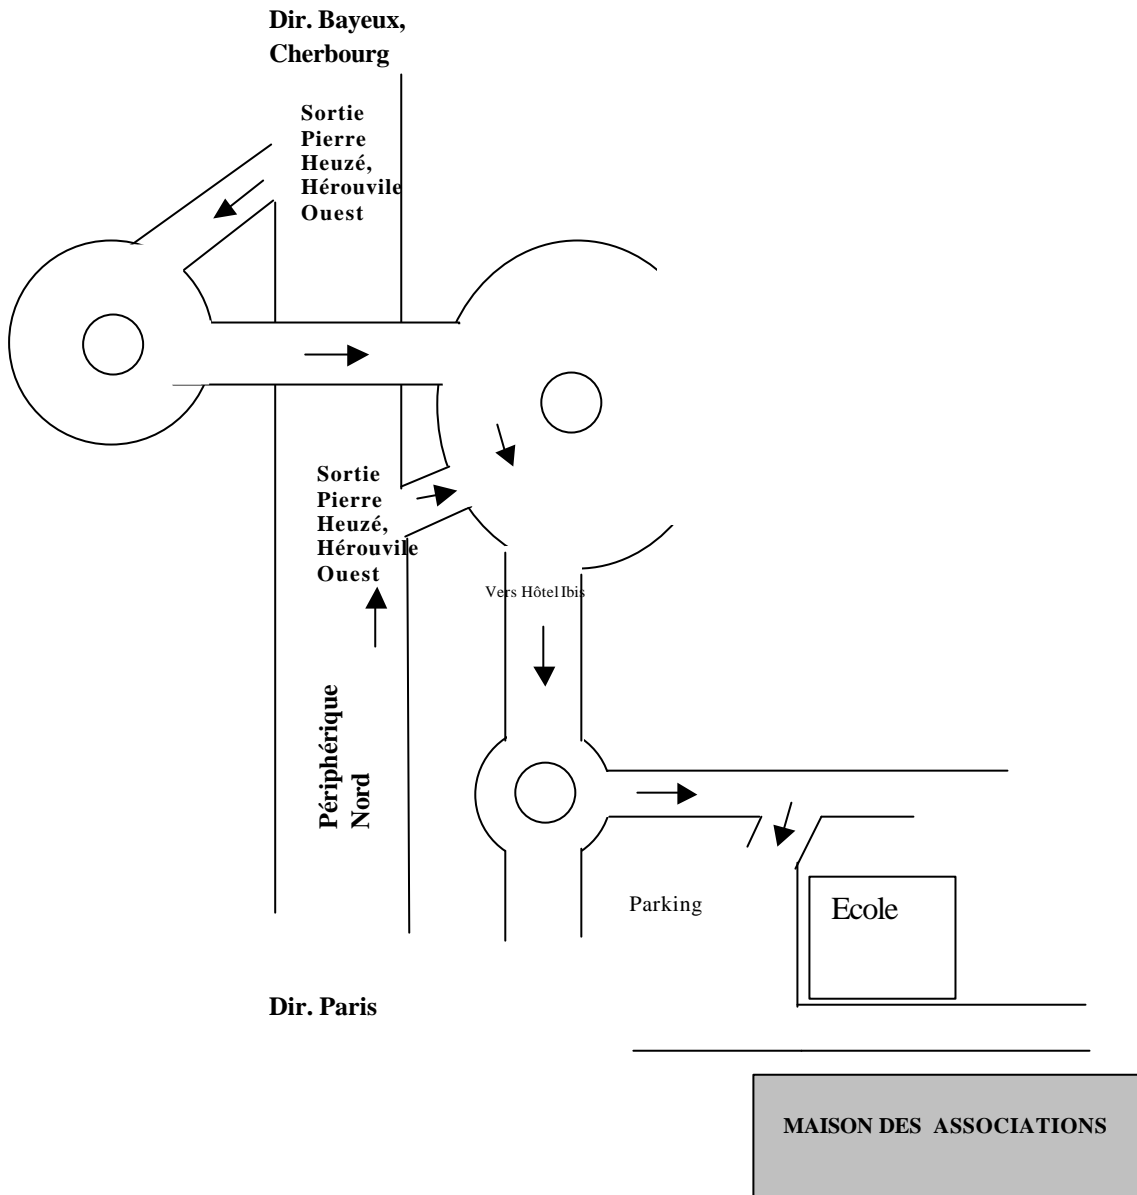 Dir. Bayeux,
Cherbourg
Sortie
Pierre
Heuzé,
Hérouvile
Ouest
Sortie
Pierre
Heuzé,
Hérouvile
Ouest
Vers Hôtel Ibis
Périphérique
Nord
Parking
Ecole
Dir. Paris
MAISON DES ASSOCIATIONS